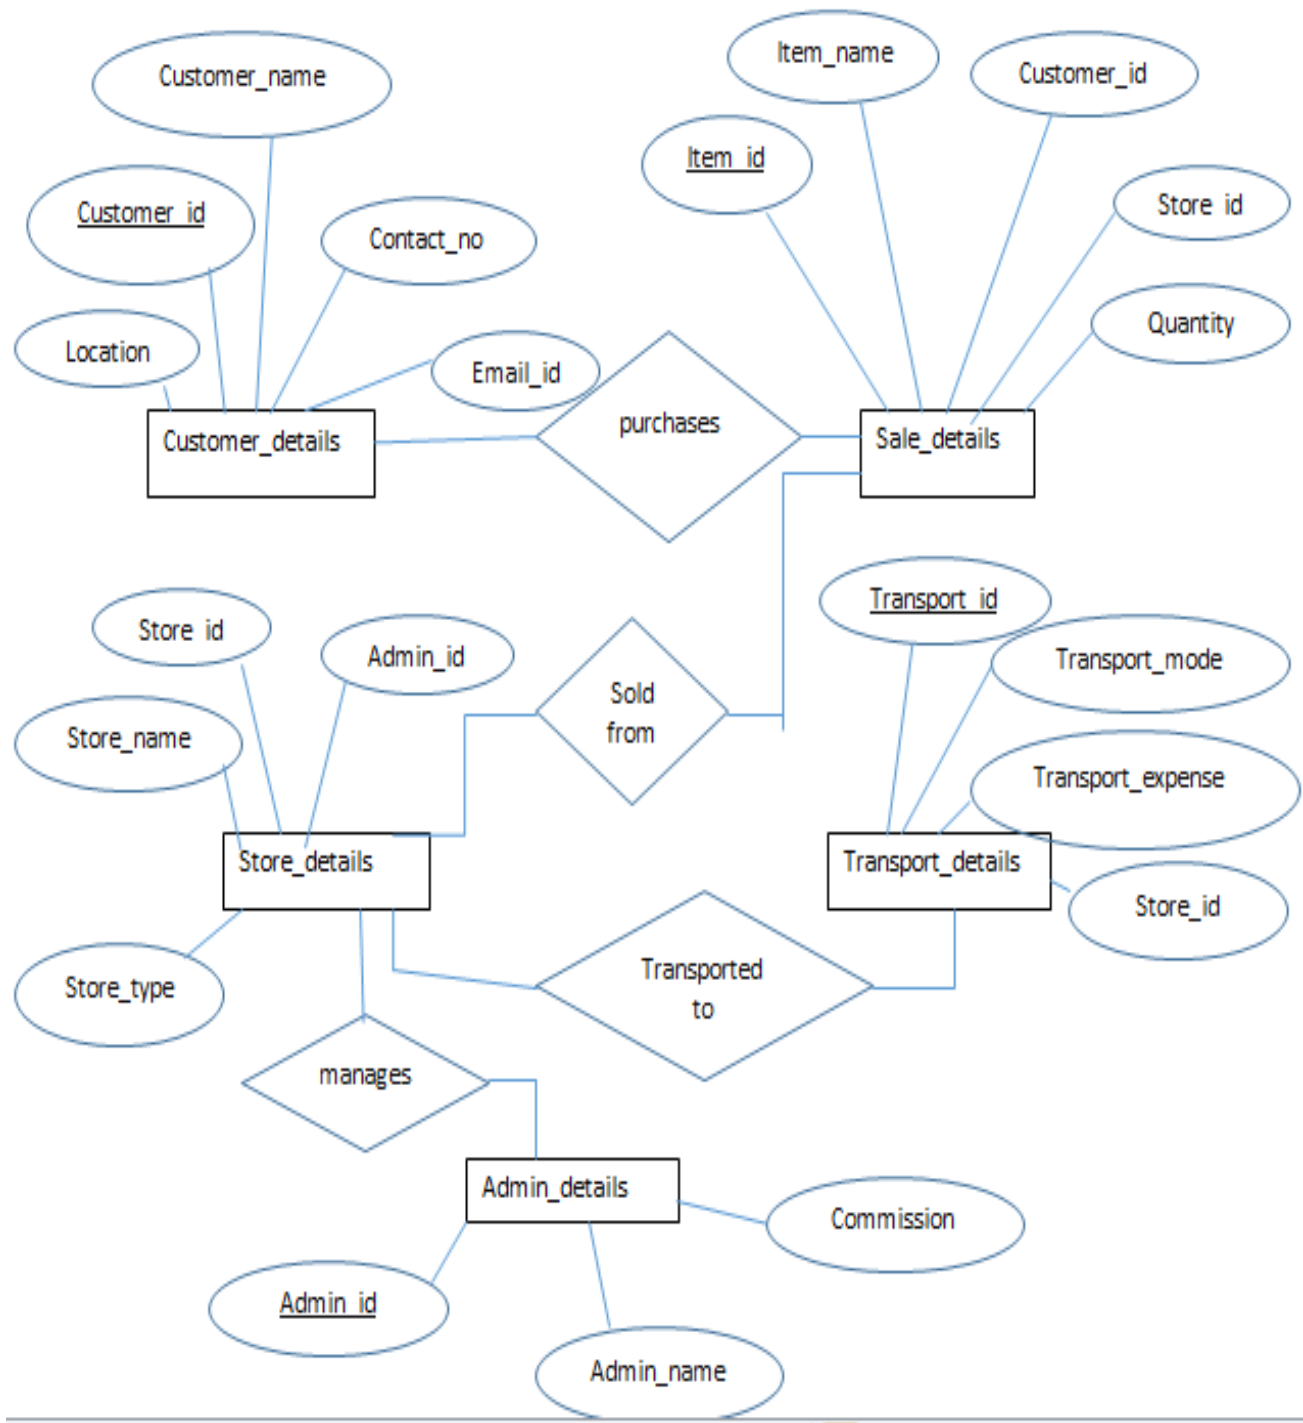 Customer_name
Item_name
Customer_id
Item_id
Customer_id
Store_id
Contact_no
Quantity
Location
Email_id
purchases
Customer_details
Sale_details
Store_id
Admin_id
Transport_id
Transport_mode
Sold
from
Store_name
Transport_expense
Store_details
Transport_details
Store_id
Transported
to
Store_type
manages
Admin_details
Commission
Admin_id
Admin_name